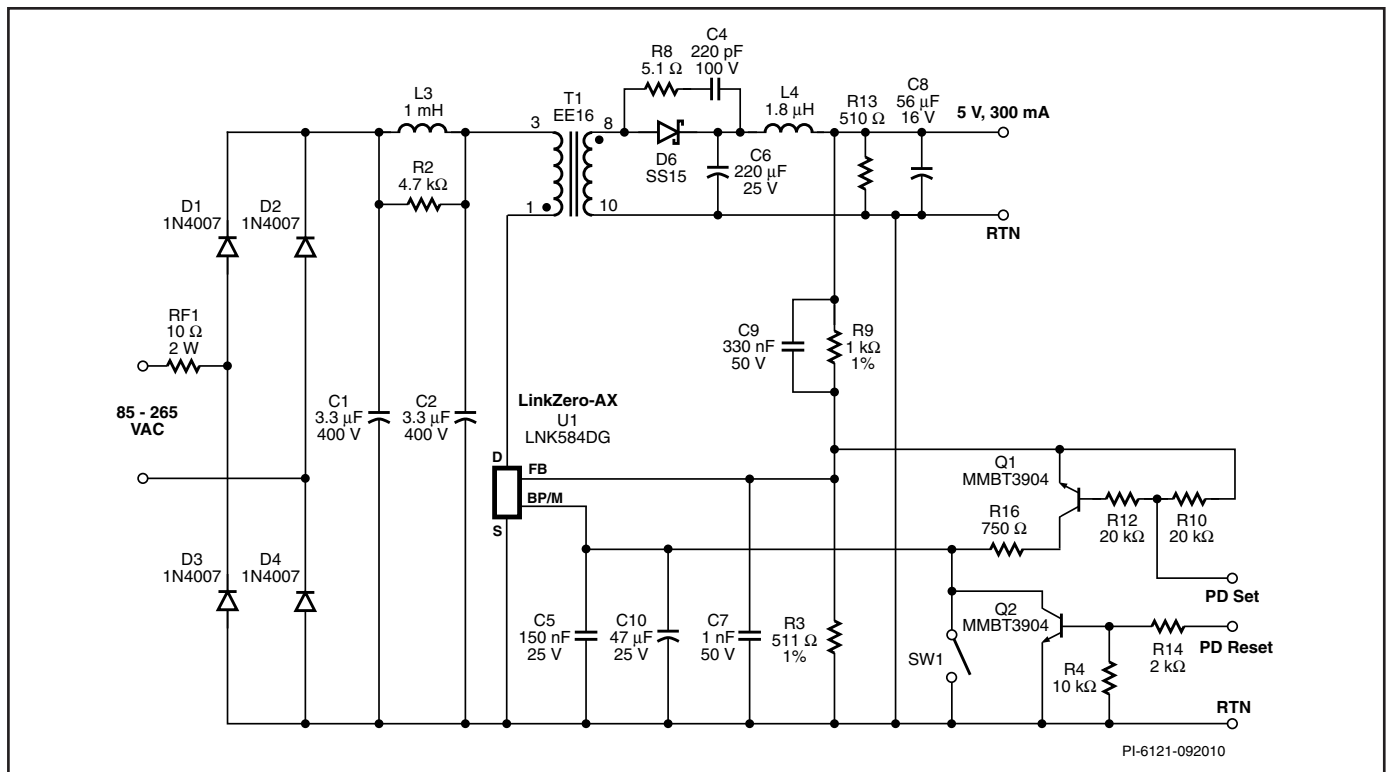 R8
5.1 Ω
C4
220 pF
100 V
L3
1 mH
T1
EE16
L4
1.8 μH
R13
510 Ω
C8
56 μF
16 V
5 V, 300 mA
3
8
R2
4.7 kΩ
D6
SS15
C6
220 μF
25 V
D1
1N4007
D2
1N4007
1
10
RTN
RF1
10 Ω
2 W
C9
330 nF
50 V
R9
1 kΩ
1%
85 - 265
VAC
C1
3.3 μF
400 V
C2
3.3 μF
400 V
LinkZero-AX
U1
LNK584DG
D
FB
BP/M
S
Q1
MMBT3904
R16
750 Ω
R12
20 kΩ
R10
20 kΩ
D3
1N4007
D4
1N4007
PD Set
C5
150 nF
25 V
C10
47 μF
25 V
C7
1 nF
50 V
R3
511 Ω
1%
Q2
MMBT3904
SW1
R4
10 kΩ
R14
2 kΩ
PD Reset
RTN
PI-6121-092010